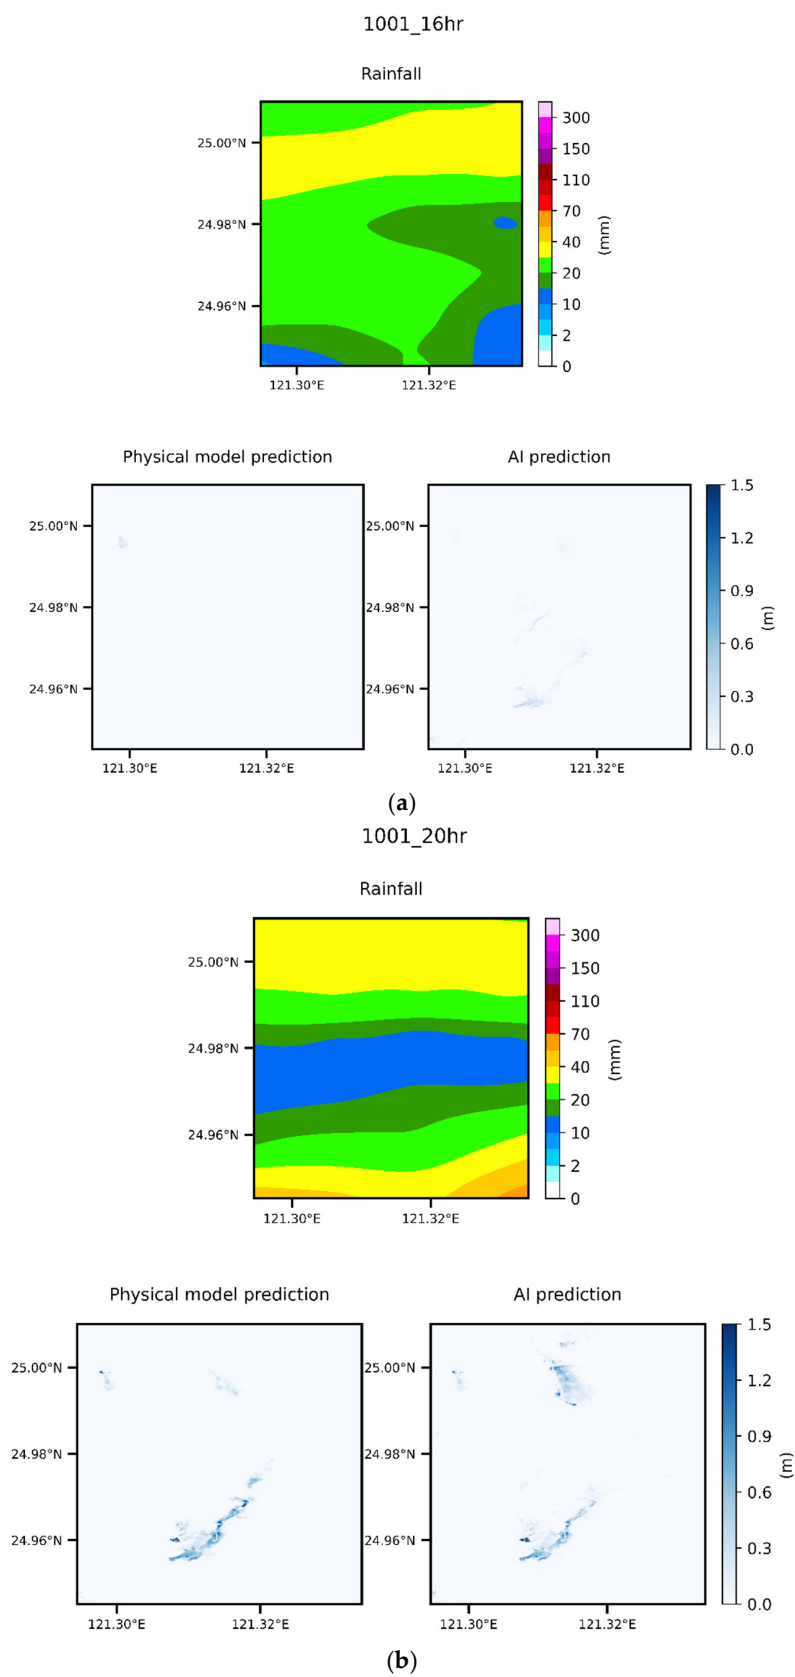 1001_16hr
Rainfall
25.00°N
24.98°N
24.96°N
121.30°E 121.32°E
300
150
110
70
40
20
10
2
0
(mm)
Physical model prediction AI prediction
25.00°N
24.98°N
24.96°N
121.30°E 121.32°E
25.00°N
24.98°N
24.96°N
121.30°E 121.32°E
1.5
1.2
0.9
0.6
0.3
0.0
(m)
(a)
1001_20hr
Rainfall
25.00°N
24.98°N
24.96°N
121.30°E 121.32°E
300
150
110
70
40
20
10
2
0
(mm)
Physical model prediction AI prediction
25.00°N
24.98°N
24.96°N
121.30°E 121.32°E
25.00°N
24.98°N
24.96°N
121.30°E 121.32°E
1.5
1.2
0.9
0.6
0.3
0.0
(m)
(b)